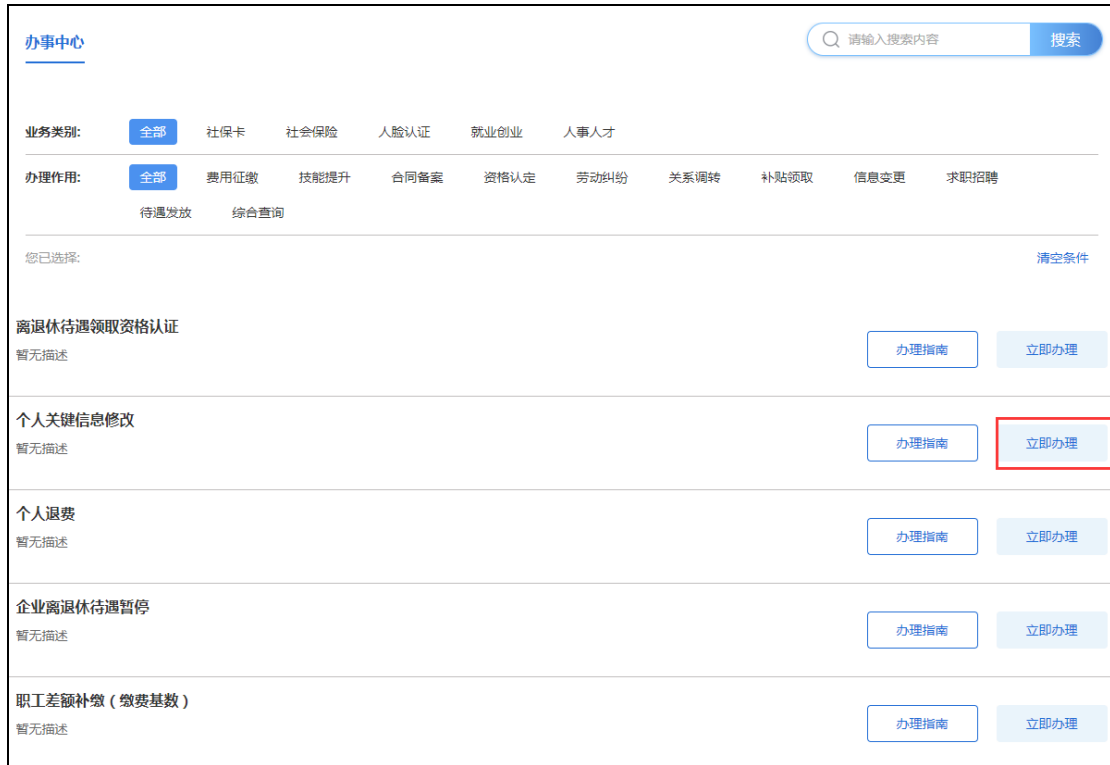 办事中心
请输入搜索内容 搜索
业务类别: 全部 社保卡 社会保险 人脸认证 就业创业 人事人才
办理作用: 全部 费用征缴 技能提升 合同备案 资格认定 劳动纠纷 关系调转 补贴领取 信息变更 求职招聘
待遇发放 综合查询
您已选择: 清空条件
离退休待遇领取资格认证
暂无描述
办理指南 立即办理
个人关键信息修改
暂无描述
办理指南 立即办理
个人退费
暂无描述
办理指南 立即办理
企业离退休待遇暂停
暂无描述
办理指南 立即办理
职工差额补缴（缴费基数）
暂无描述
办理指南 立即办理